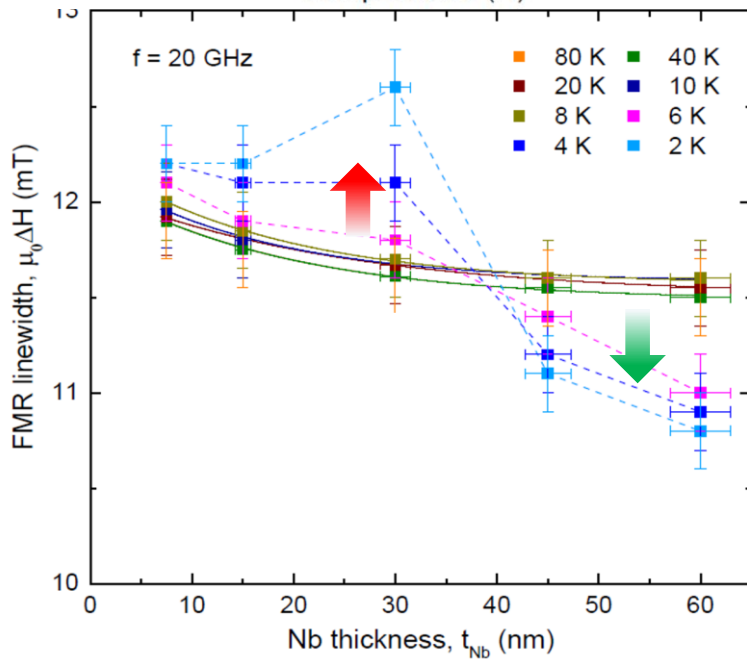 13
f = 20 GHz
80 K
40 K
20 K
10 K
8 K
6 K
4 K
2 K
12
11
10
FMR linewidth, μ₀ΔH (mT)
0 10 20 30 40 50 60
Nb thickness, t_Nb (nm)